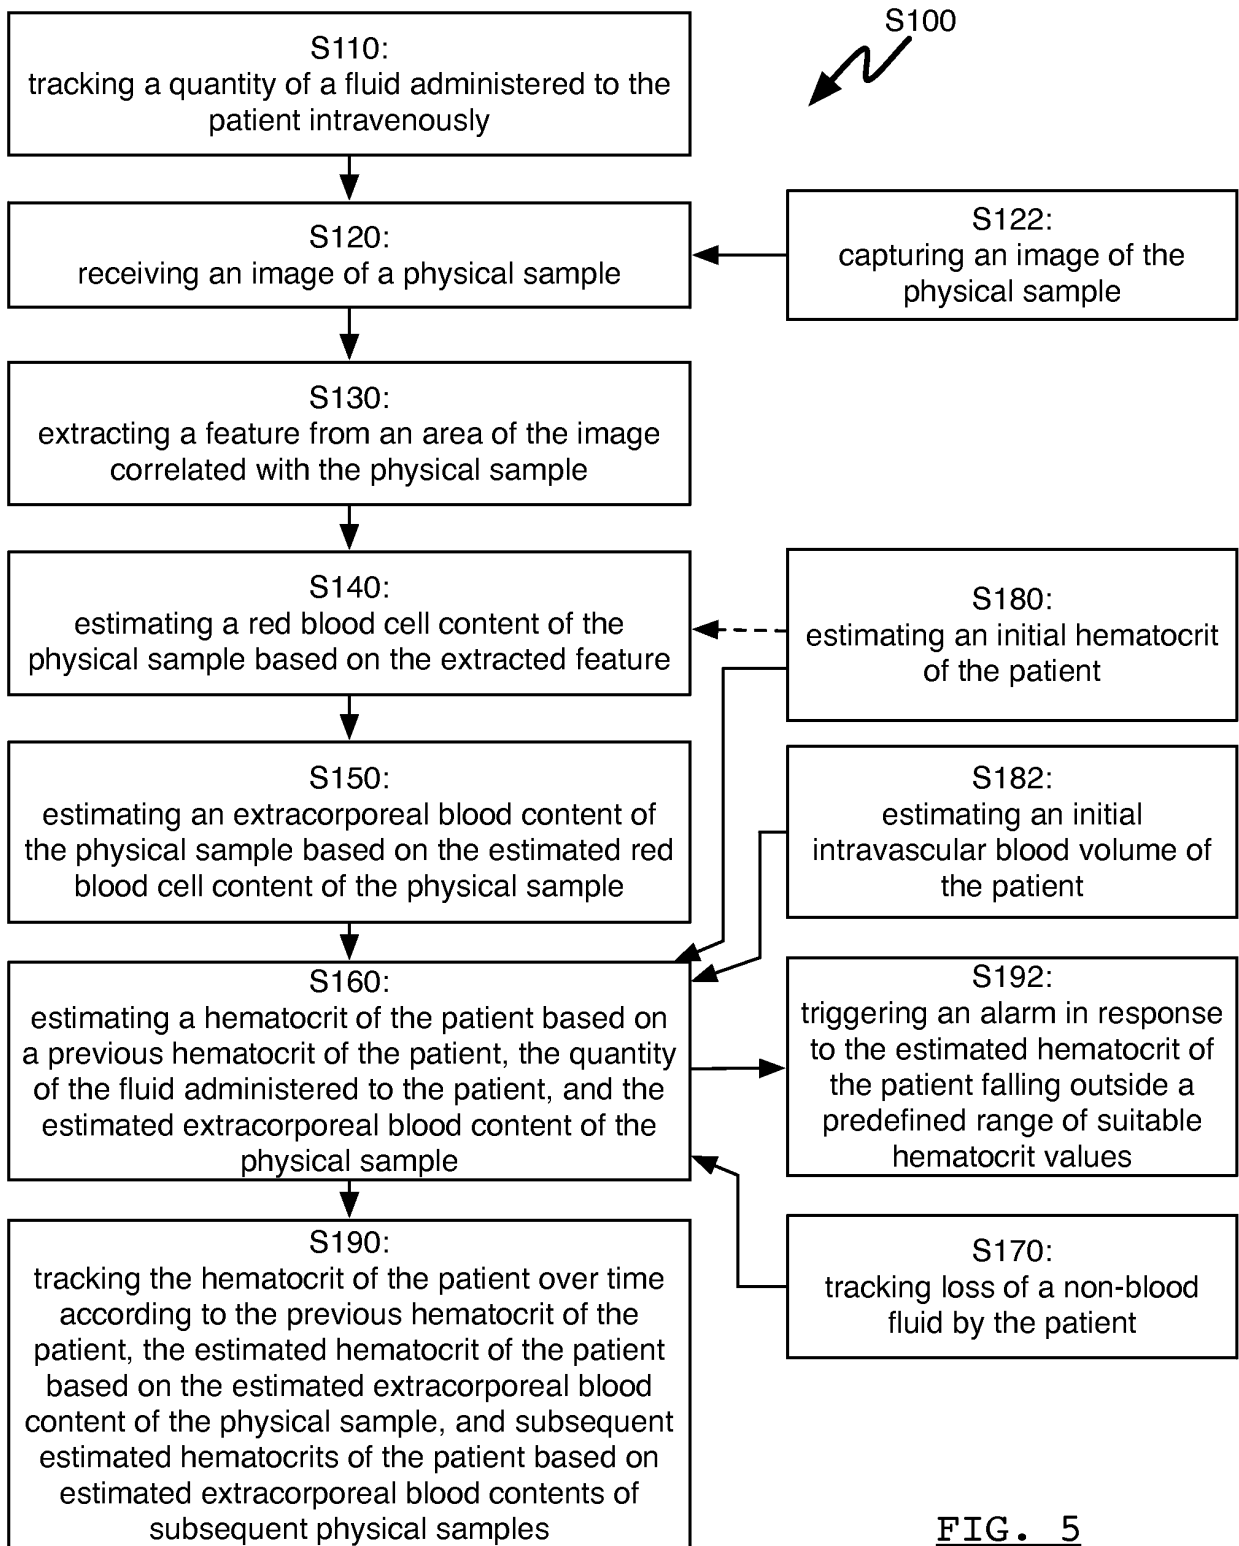 S100
S110:
tracking a quantity of a fluid administered to the
patient intravenously
S120:
receiving an image of a physical sample
S122:
capturing an image of the
physical sample
S130:
extracting a feature from an area of the image
correlated with the physical sample
S140:
estimating a red blood cell content of the
physical sample based on the extracted feature
S180:
estimating an initial hematocrit
of the patient
S150:
estimating an extracorporeal blood content of
the physical sample based on the estimated red
blood cell content of the physical sample
S182:
estimating an initial
intravascular blood volume of
the patient
S160:
estimating a hematocrit of the patient based on
a previous hematocrit of the patient, the quantity
of the fluid administered to the patient, and the
estimated extracorporeal blood content of the
physical sample
S192:
triggering an alarm in response
to the estimated hematocrit of
the patient falling outside a
predefined range of suitable
hematocrit values
S170:
tracking loss of a non-blood
fluid by the patient
S190:
tracking the hematocrit of the patient over time
according to the previous hematocrit of the
patient, the estimated hematocrit of the patient
based on the estimated extracorporeal blood
content of the physical sample, and subsequent
estimated hematocrits of the patient based on
estimated extracorporeal blood contents of
subsequent physical samples
FIG. 5